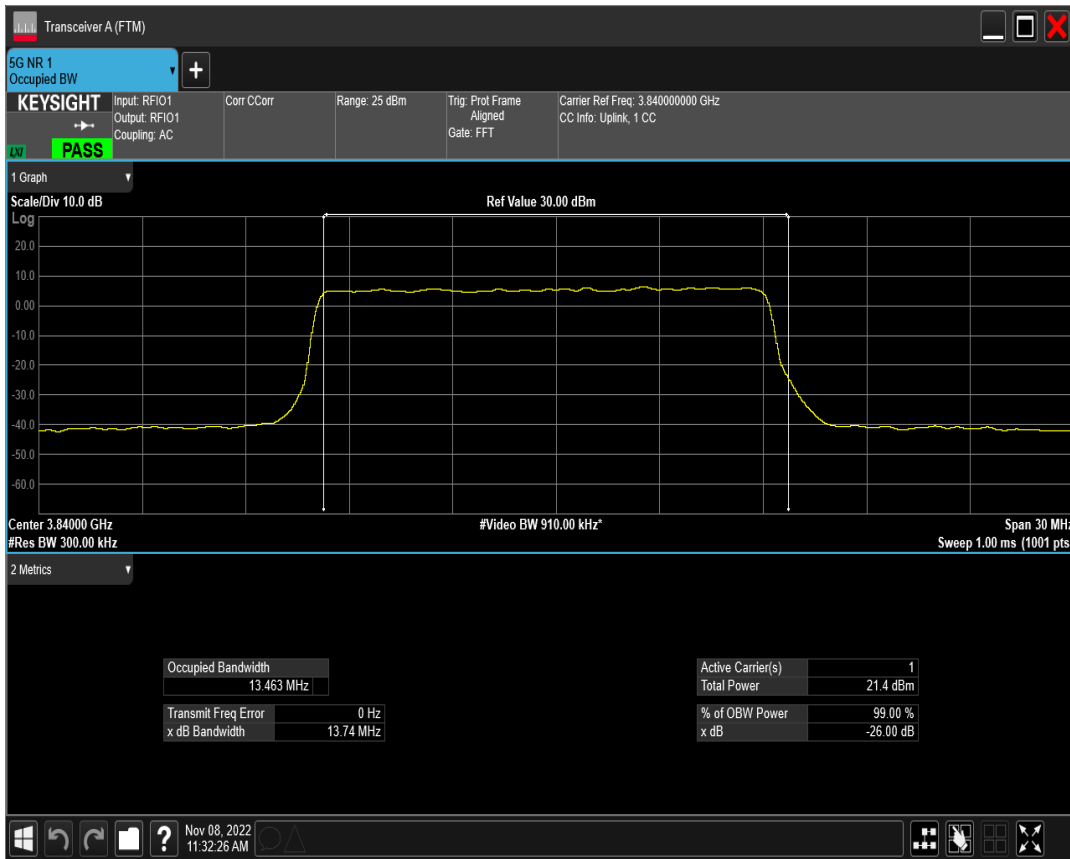 Transceiver A (FTM)
5G NR 1
Occupied BW
+
KEYSIGHT
LXI
PASS
Input: RFIO1
Output: RFIO1
Coupling: AC
Corr CCorr
Range: 25 dBm
Trig: Prot Frame
Aligned
Gate: FFT
Carrier Ref Freq: 3.840000000 GHz
CC Info: Uplink, 1 CC
1 Graph
Scale/Div 10.0 dB
Ref Value 30.00 dBm
Log
20.0
10.0
0.00
-10.0
-20.0
-30.0
-40.0
-50.0
-60.0
Center 3.84000 GHz
#Video BW 910.00 kHz*
Span 30 MHz
#Res BW 300.00 kHz
Sweep 1.00 ms (1001 pts
2 Metrics
Occupied Bandwidth
13.463 MHz
Transmit Freq Error 0 Hz
x dB Bandwidth 13.74 MHz
Active Carrier(s) 1
Total Power 21.4 dBm
% of OBW Power 99.00 %
x dB -26.00 dB
?
Nov 08, 2022
11:32:26 AM